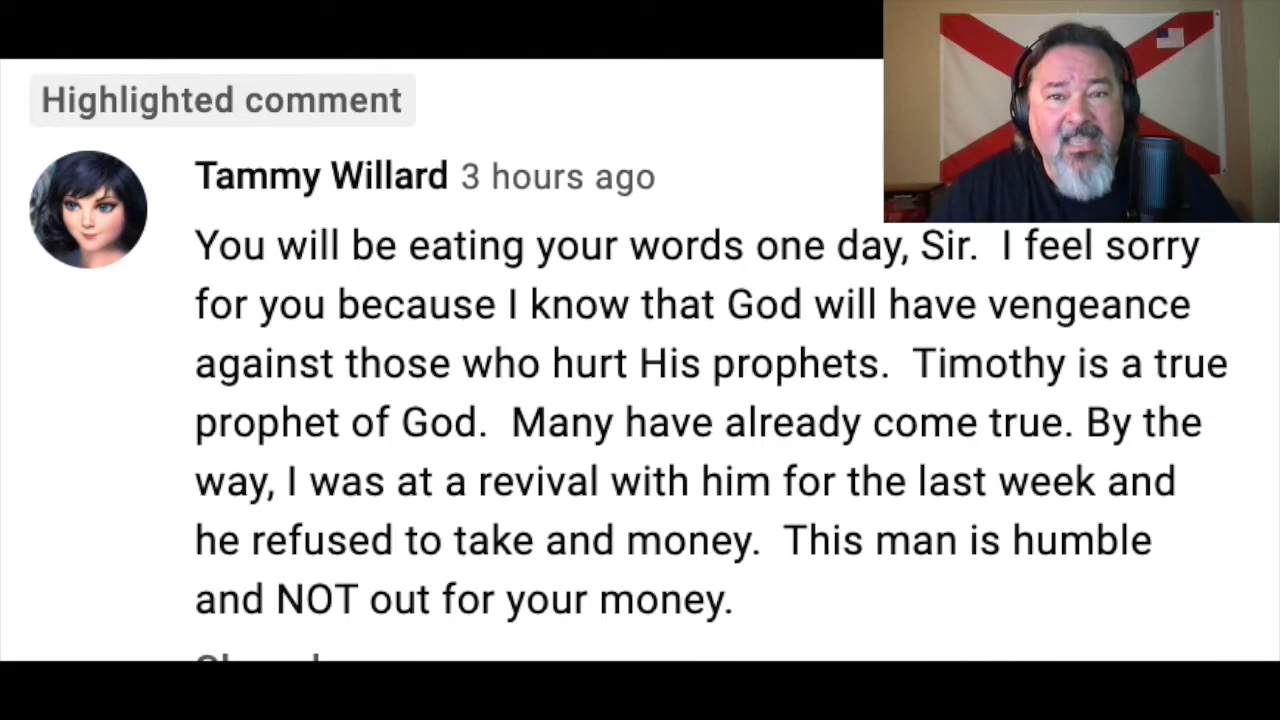 Highlighted comment
Tammy Willard 3 hours ago
You will be eating your words one day, Sir. I feel sorry
for you because I know that God will have vengeance
against those who hurt His prophets. Timothy is a true
prophet of God. Many have already come true. By the
way, I was at a revival with him for the last week and
he refused to take and money. This man is humble
and NOT out for your money.